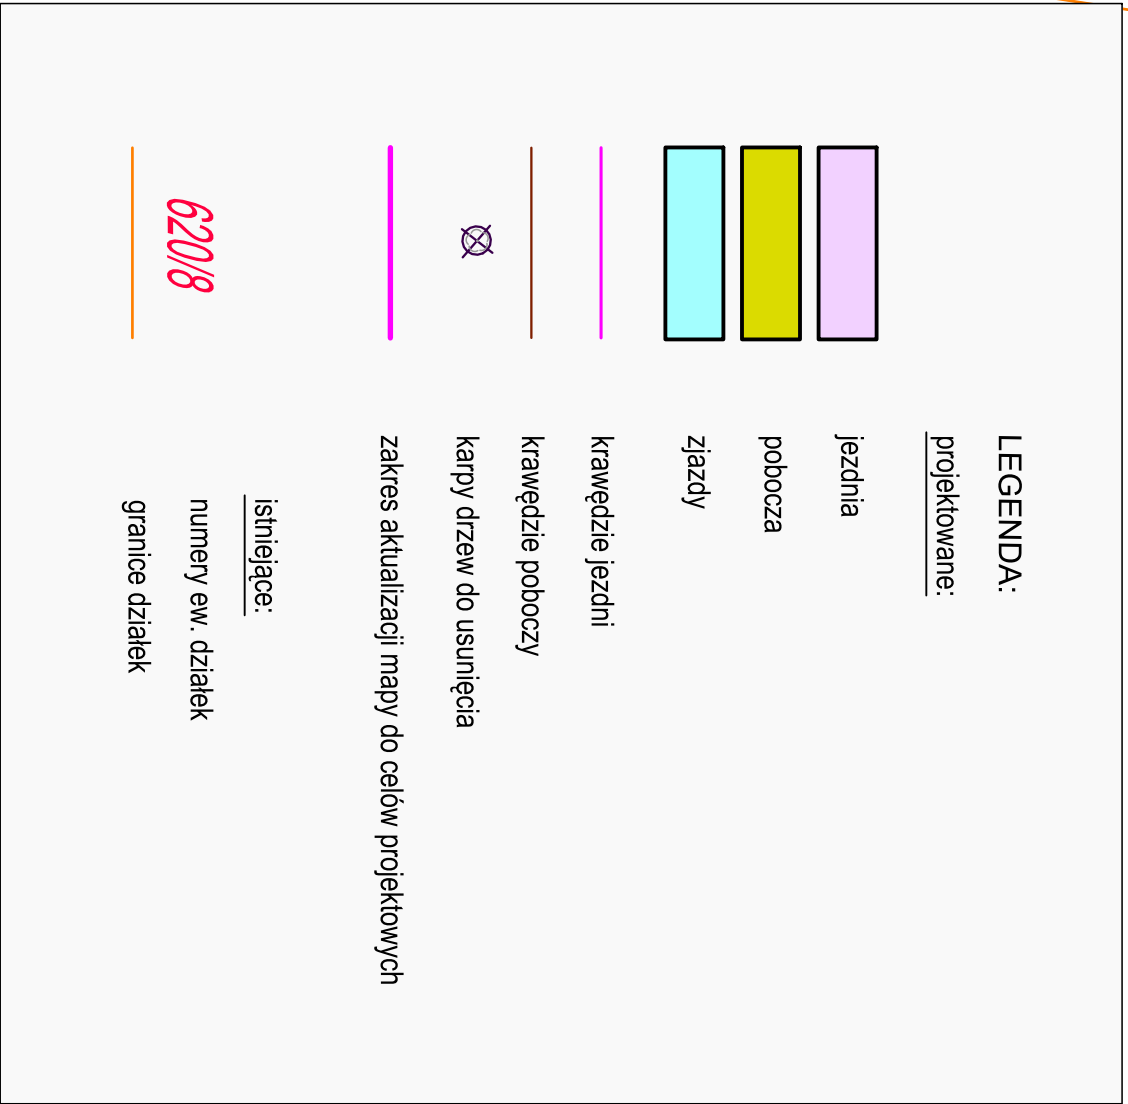 LEGENDA:
projektowane:
jezdnia
pobocza
zjazdy
krawędzie jezdni
krawędzie poboczy
karpy drzew do usunięcia
zakres aktualizacji mapy do celów projektowych
istniejące:
620/8 numery ew. działek
granice działek